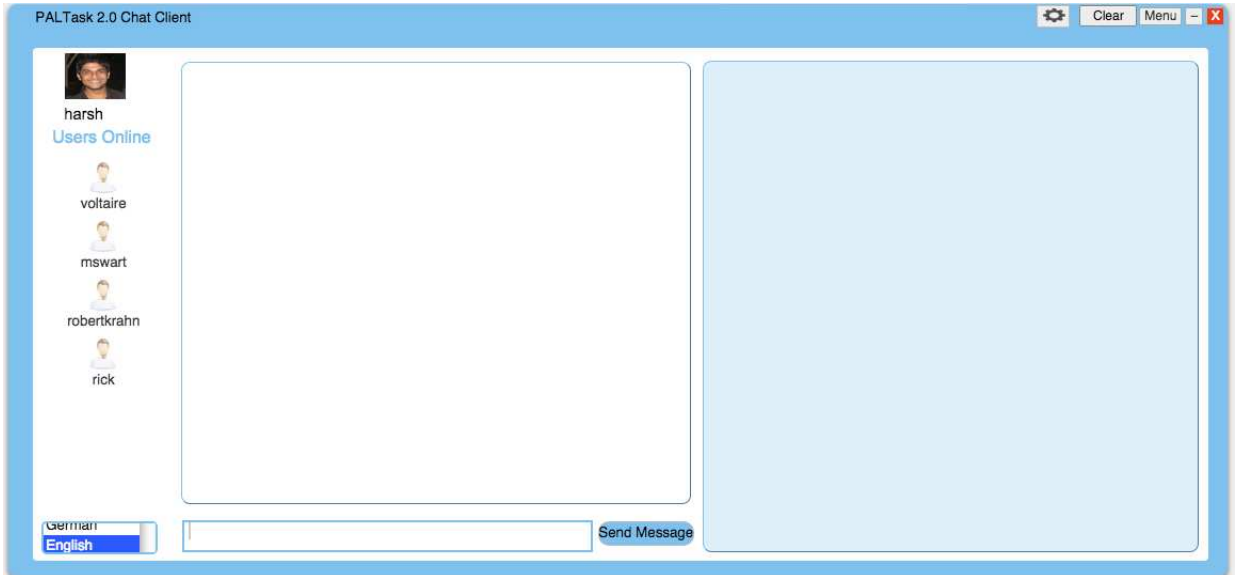 PALTask 2.0 Chat Client
Clear
Menu
–
X
harsh
Users Online
voltaire
mswart
robertkrahn
rick
German
English
Send Message